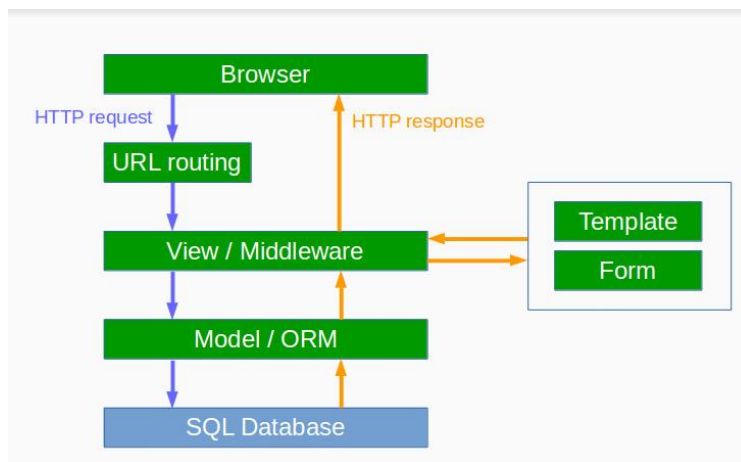 Browser
HTTP request
HTTP response
URL routing
View / Middleware
Template
Form
Model / ORM
SQL Database